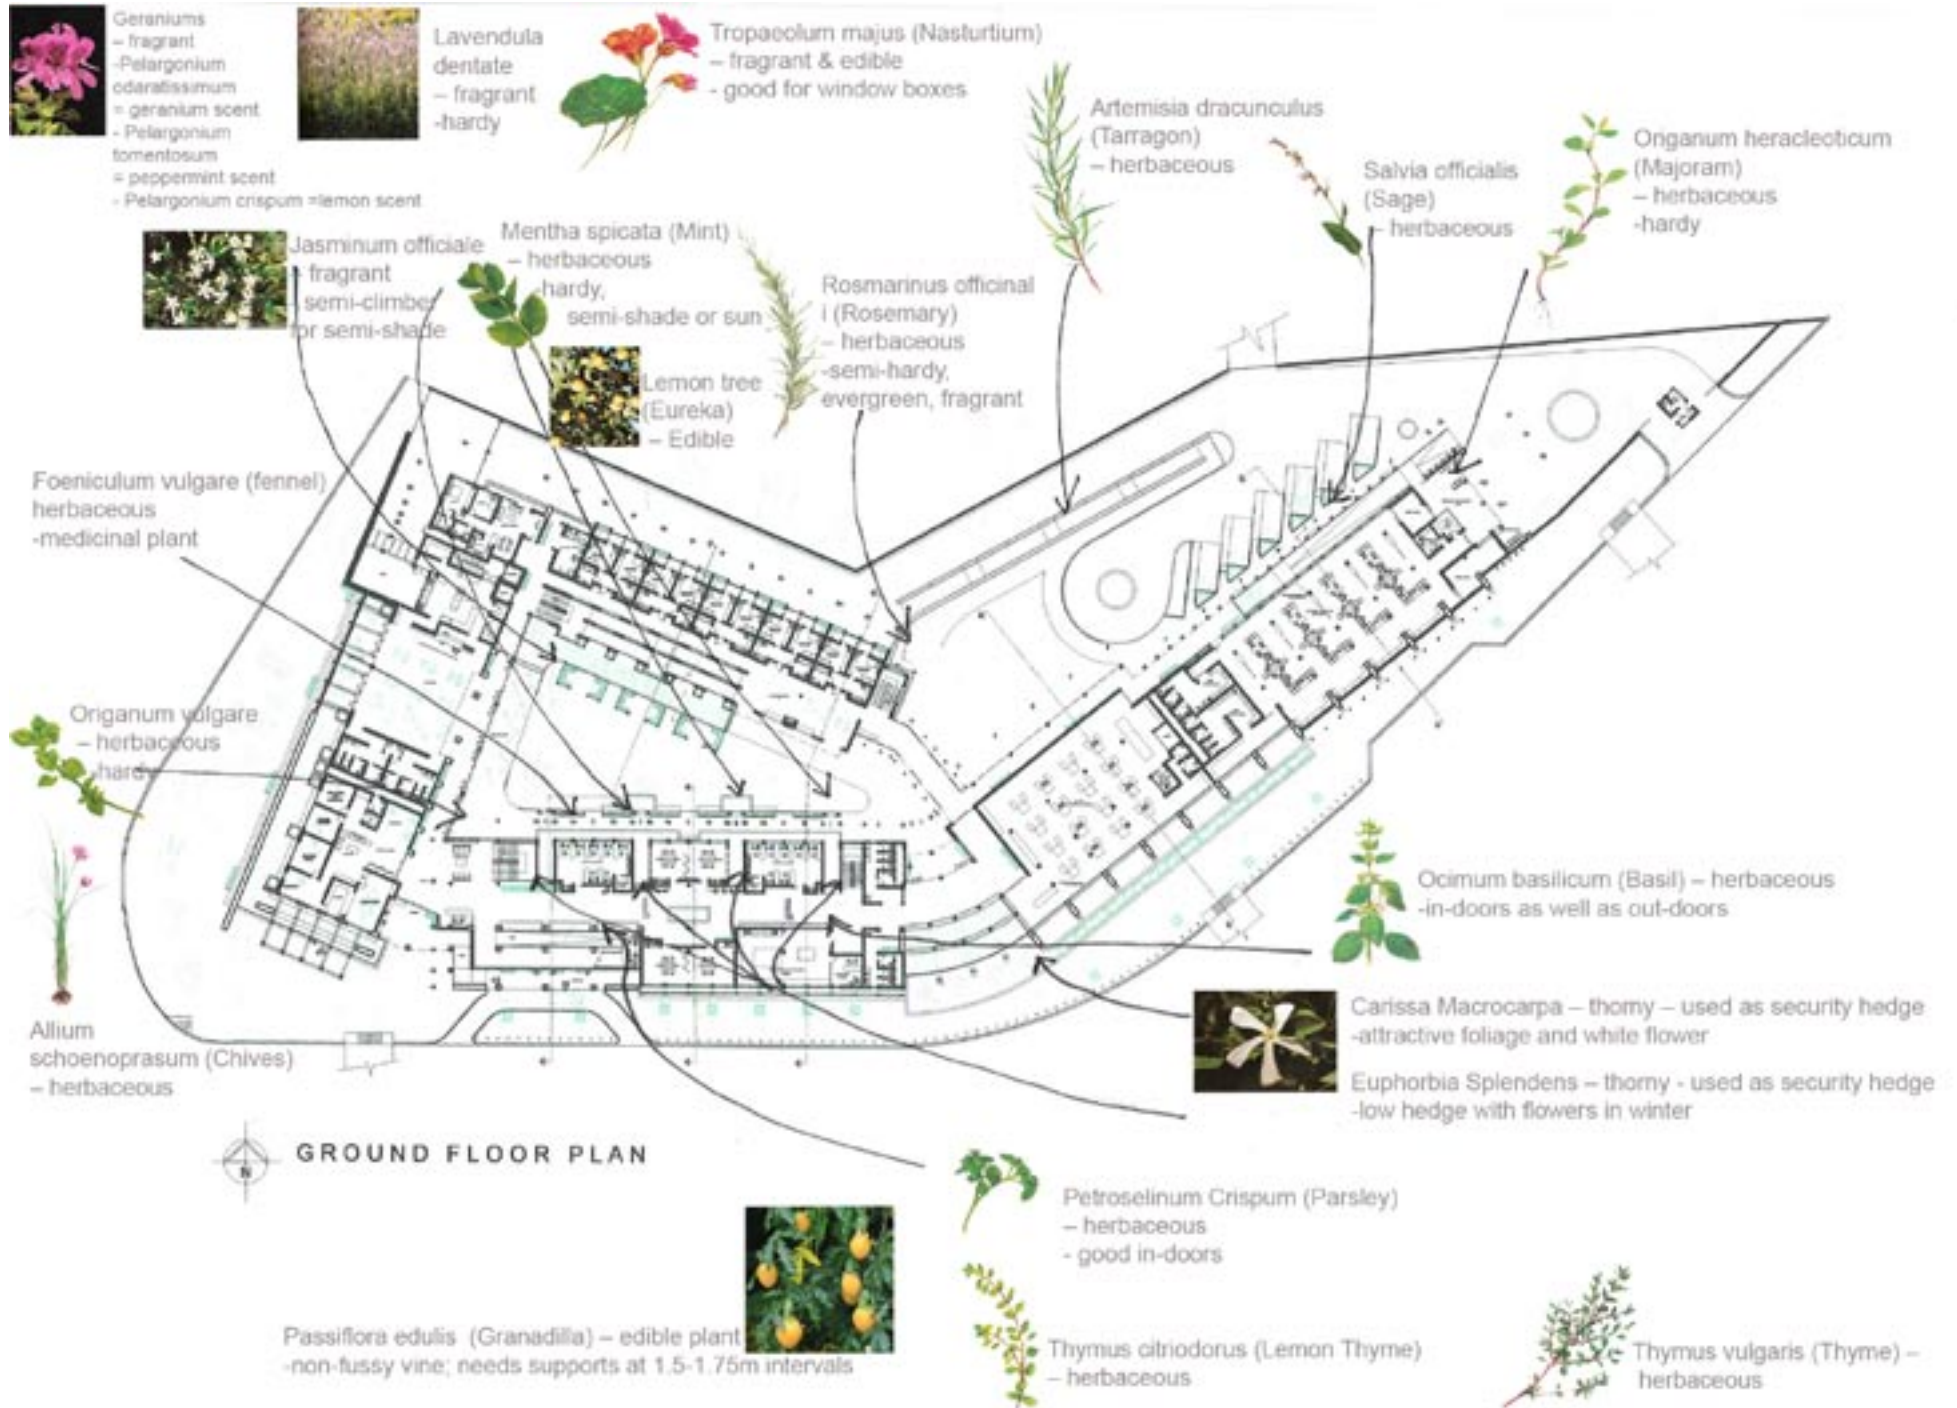 Geraniums
– fragrant
-Pelargonium
odaratissimum
= geranium scent
- Pelargonium
tomentosum
= peppermint scent
- Pelargonium crispum =lemon scent
Lavendula
dentate
– fragrant
-hardy
Tropaeolum majus (Nasturtium)
– fragrant & edible
- good for window boxes
Artemisia dracunculus
(Tarragon)
– herbaceous
Salvia officialis
(Sage)
– herbaceous
Origanum heracleoticum
(Majoram)
– herbaceous
-hardy
Jasminum officiale
– fragrant
- semi-climber
for semi-shade
Mentha spicata (Mint)
– herbaceous
-hardy,
semi-shade or sun
Lemon tree
(Eureka)
– Edible
Rosmarinus officinal
i (Rosemary)
– herbaceous
-semi-hardy,
evergreen, fragrant
Foeniculum vulgare (fennel)
herbaceous
-medicinal plant
Origanum vulgare
– herbaceous
-hardy
Allium
schoenoprasum (Chives)
– herbaceous
Ocimum basilicum (Basil) – herbaceous
-in-doors as well as out-doors
Carissa Macrocarpa – thorny – used as security hedge
-attractive foliage and white flower
Euphorbia Splendens – thorny - used as security hedge
-low hedge with flowers in winter
N
GROUND FLOOR PLAN
Petroselinum Crispum (Parsley)
– herbaceous
- good in-doors
Passiflora edulis (Granadilla) – edible plant
-non-fussy vine; needs supports at 1.5-1.75m intervals
Thymus citriodorus (Lemon Thyme)
– herbaceous
Thymus vulgaris (Thyme) –
herbaceous